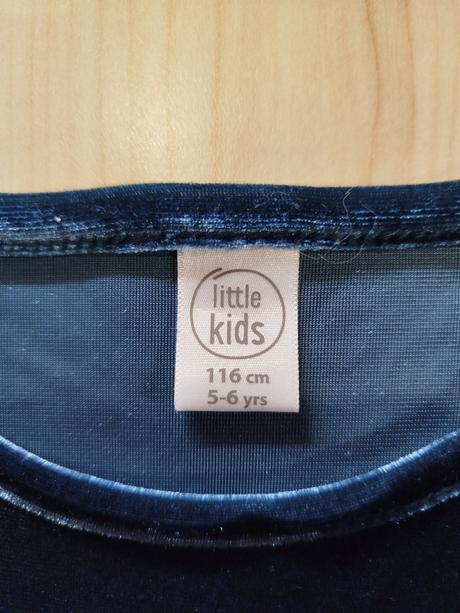 little
kids
116 cm
5-6 yrs